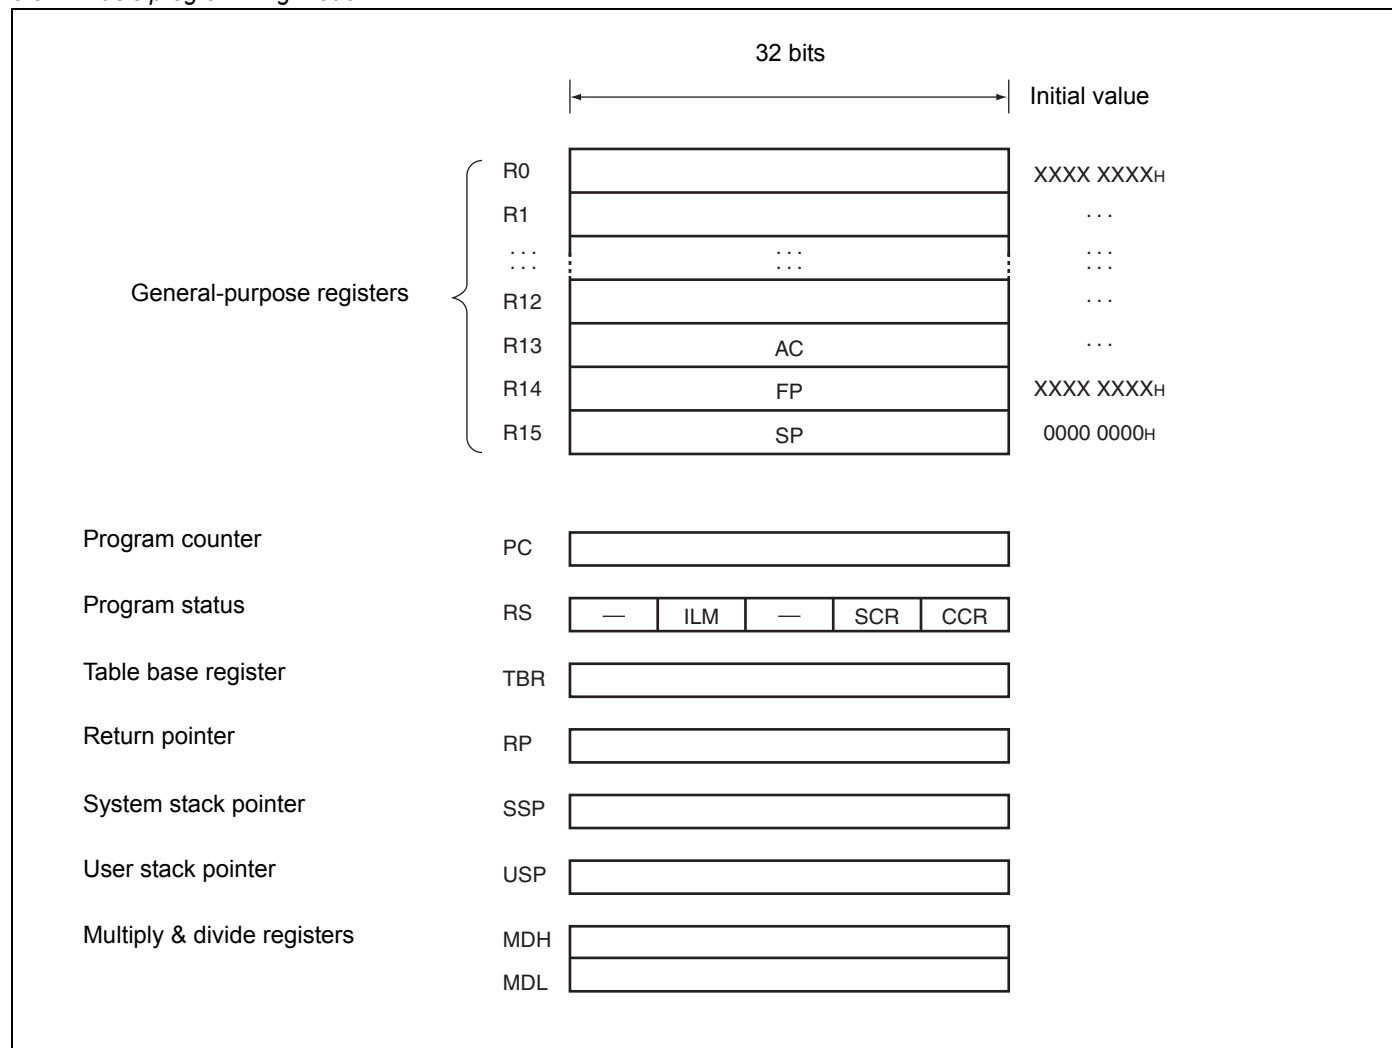 32 bits
Initial value
R0 XXXX XXXXH
R1 ...
... ... ...
... ... ...
General-purpose registers
R12 ...
R13 AC ...
R14 FP XXXX XXXXH
R15 SP 0000 0000H
Program counter PC
Program status RS — ILM — SCR CCR
Table base register TBR
Return pointer RP
System stack pointer SSP
User stack pointer USP
Multiply & divide registers MDH
MDL